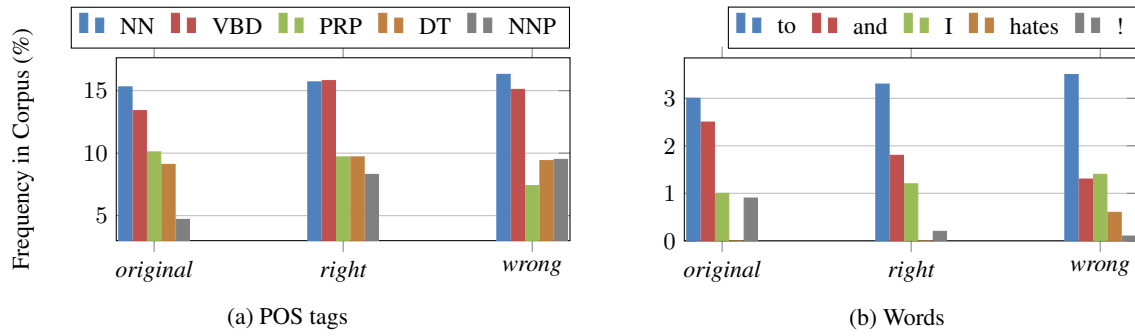 NN VBD PRP DT NNP
Frequency in Corpus (%)
15
10
5
original right wrong
(a) POS tags
to and I hates !
3
2
1
0
original right wrong
(b) Words